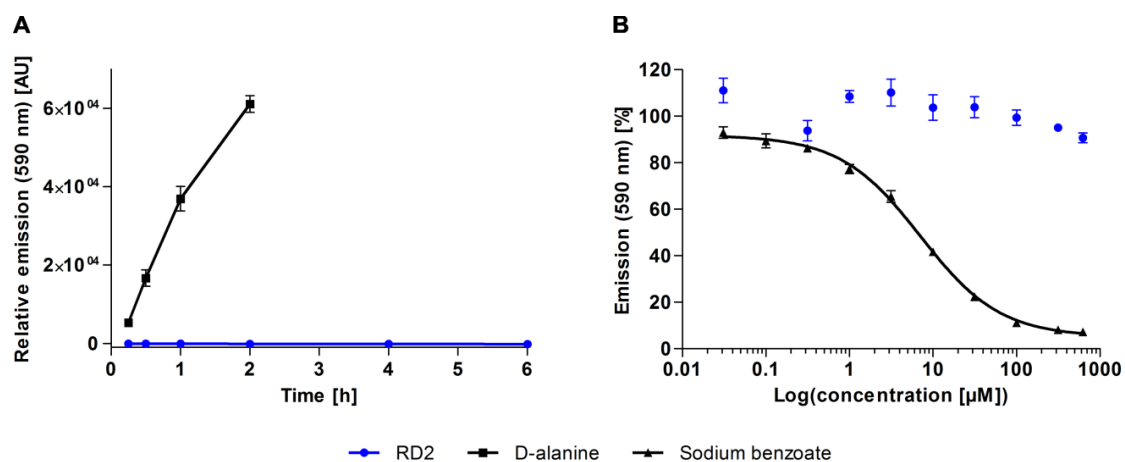 A
Relative emission (590 nm) [AU]
6×10⁰⁴
4×10⁰⁴
2×10⁰⁴
0
0 1 2 3 4 5 6
Time [h]
B
Emission (590 nm) [%]
120
100
80
60
40
20
0
0.01 0.1 1 10 100 1000
Log(concentration [µM])
RD2 D-alanine Sodium benzoate